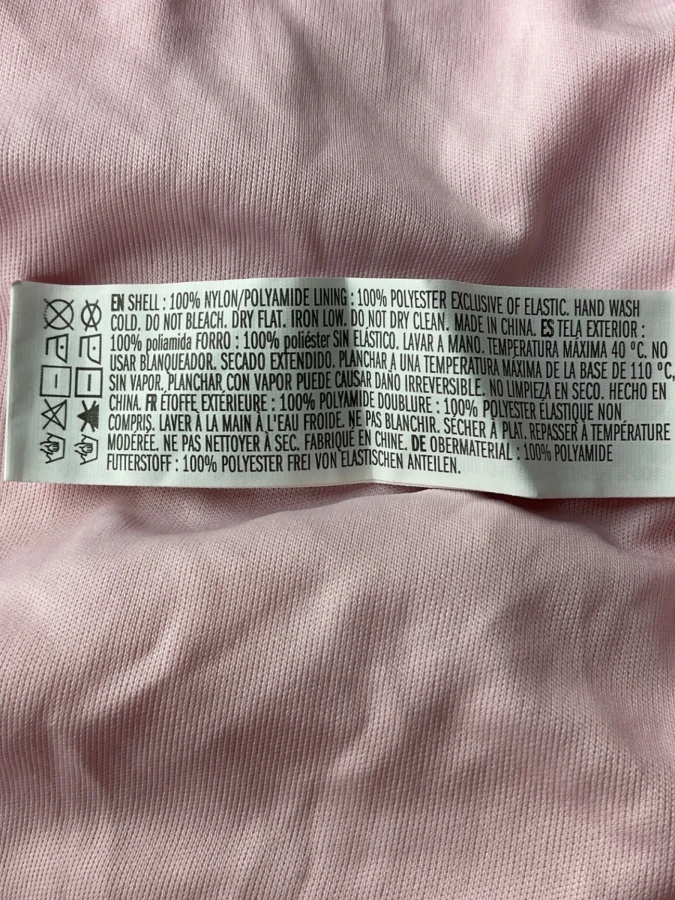 EN SHELL : 100% NYLON/POLYAMIDE LINING : 100% POLYESTER EXCLUSIVE OF ELASTIC. HAND WASH
COLD. DO NOT BLEACH. DRY FLAT. IRON LOW. DO NOT DRY CLEAN. MADE IN CHINA. ES TELA EXTERIOR :
100% poliamida FORRO : 100% poliéster SIN ELÁSTICO. LAVAR A MANO. TEMPERATURA MÁXIMA 40 °C. NO
USAR BLANQUEADOR. SECADO EXTENDIDO. PLANCHAR A UNA TEMPERATURA MÁXIMA DE LA BASE DE 110 °C,
SIN VAPOR. PLANCHAR CON VAPOR PUEDE CAUSAR DAÑO IRREVERSIBLE. NO LIMPIEZA EN SECO. HECHO EN
CHINA. FR ÉTOFFE EXTÉRIEURE : 100% POLYAMIDE DOUBLURE : 100% POLYESTER ÉLASTIQUE NON
COMPRIS. LAVER À LA MAIN À L'EAU FROIDE. NE PAS BLANCHIR. SÉCHER À PLAT. REPASSER À TEMPÉRATURE
MODÉRÉE. NE PAS NETTOYER À SEC. FABRIQUÉ EN CHINE. DE OBERMATERIAL : 100% POLYAMIDE
FUTTERSTOFF : 100% POLYESTER FREI VON ELASTISCHEN ANTEILEN.